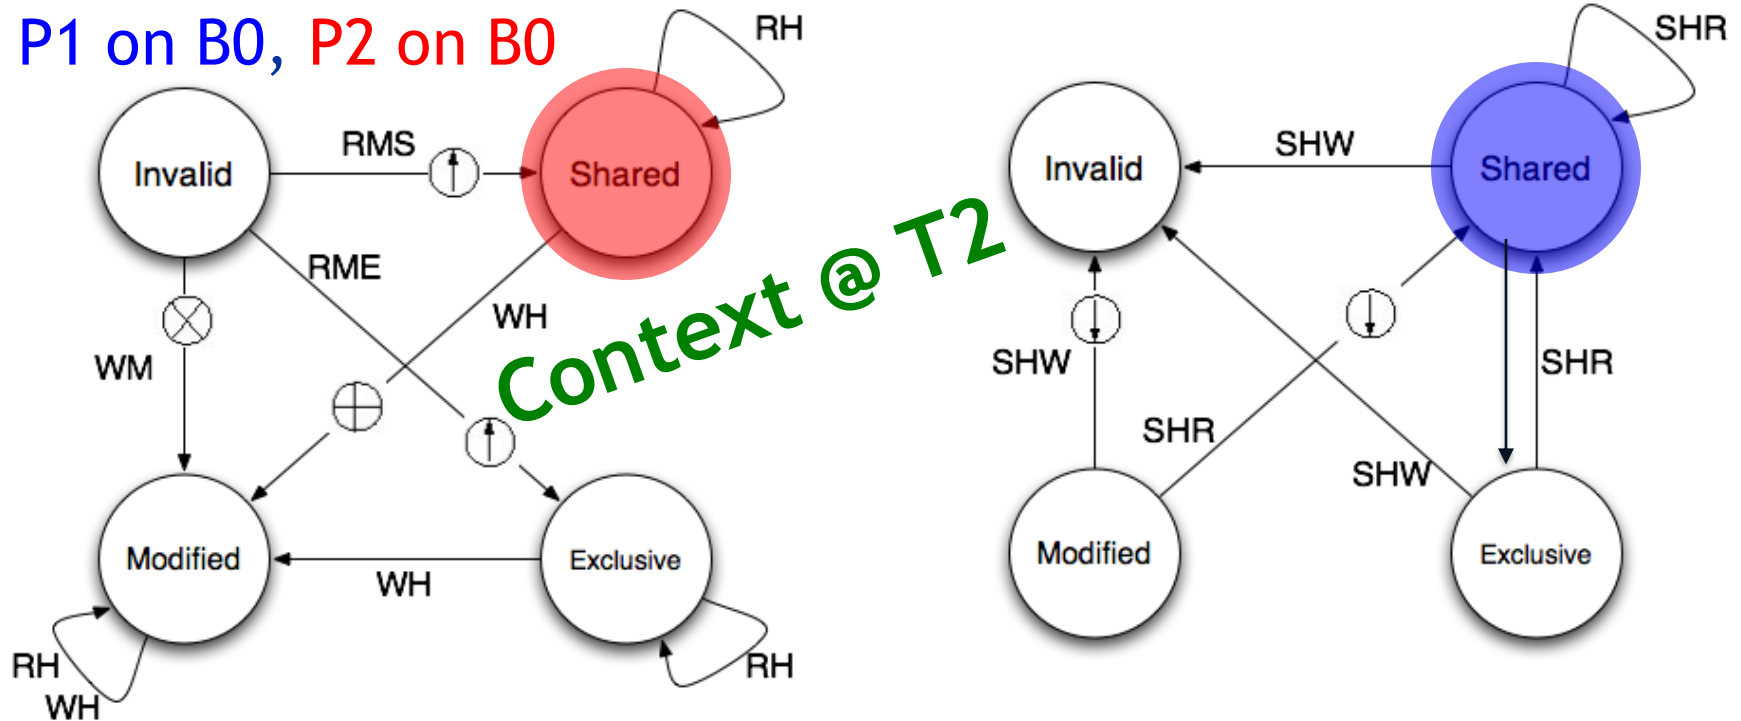 P1 on B0, P2 on B0
RH
RMS
Invalid
Shared
RME
WH
WM
Modified
Exclusive
WH
RH
WH
RH
Context @ T2
SHR
SHW
Invalid
Shared
SHW
SHR
SHR
SHW
Modified
Exclusive